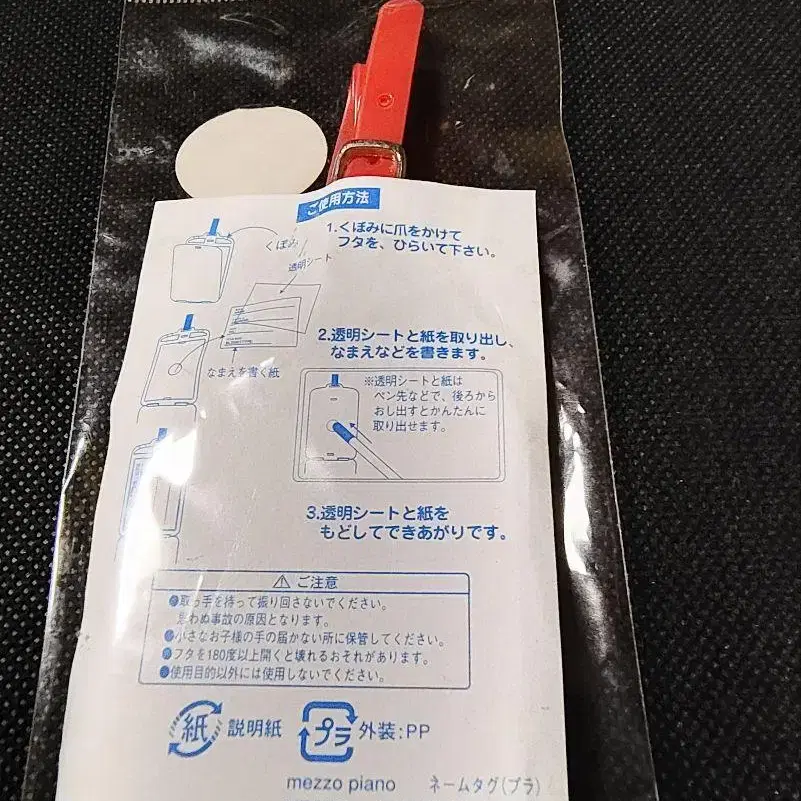 ご使用方法
1.くぼみに爪をかけて
フタを、ひらいて下さい。
くぼみ
透明シート
なまえを書く紙
2.透明シートと紙を取り出し、
なまえなどを書きます。
※透明シートと紙は
ペン先などで、後ろから
おし出すとかんたんに
取り出せます。
3.透明シートと紙を
もどしてできあがりです。
⚠ ご注意
●取っ手を持って振り回さないでください。
思わぬ事故の原因となります。
●小さなお子様の手の届かない所に保管してください。
●フタを180度以上開くと壊れるおそれがあります。
●使用目的以外には使用しないでください。
紙 説明紙
プラ 外装:PP
mezzo piano ネームタグ(プラ)